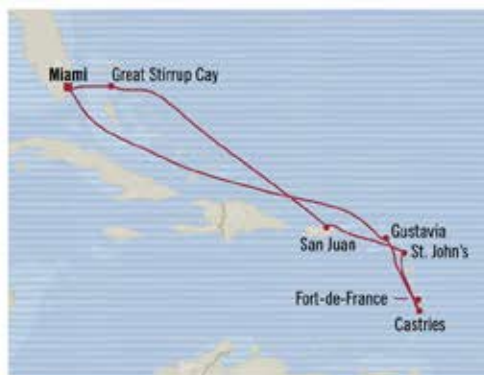 Miami
Great Stirrup Cay
San Juan
Gustavia
St. John's
Fort-de-France
Castries